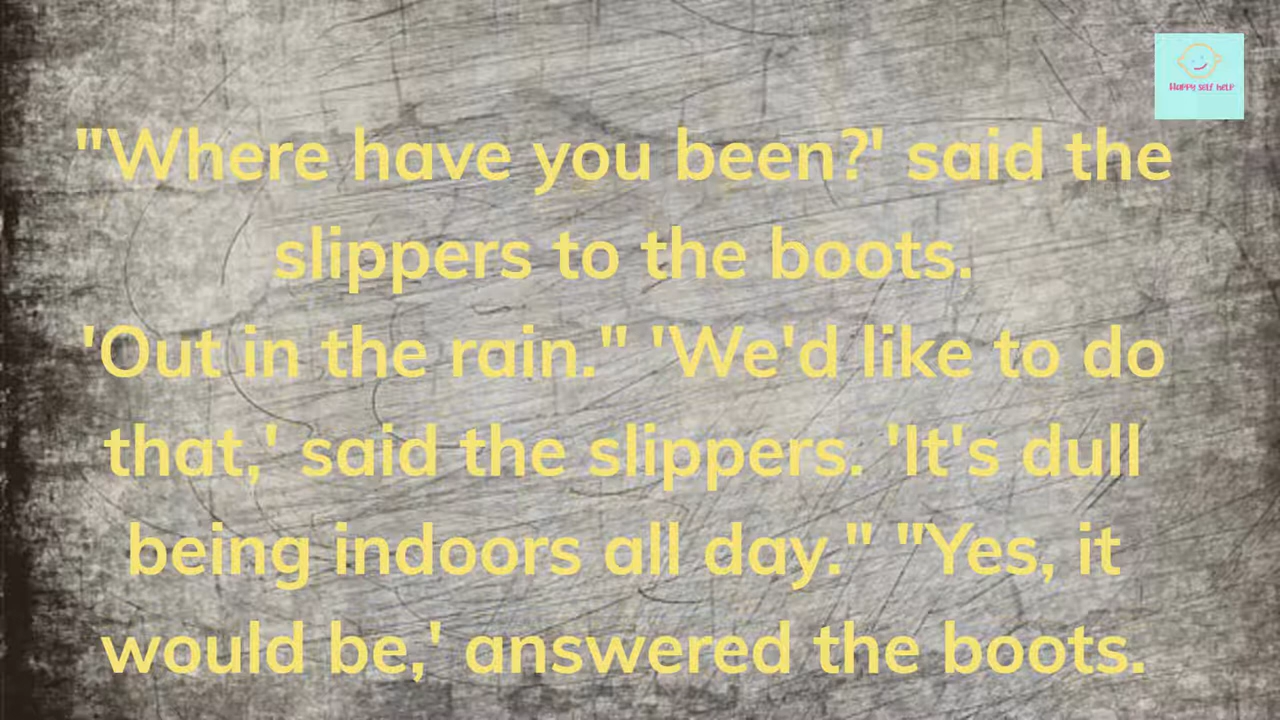 Happy self help
"Where have you been?' said the
slippers to the boots.
'Out in the rain." 'We'd like to do
that,' said the slippers. 'It's dull
being indoors all day." "Yes, it
would be,' answered the boots.